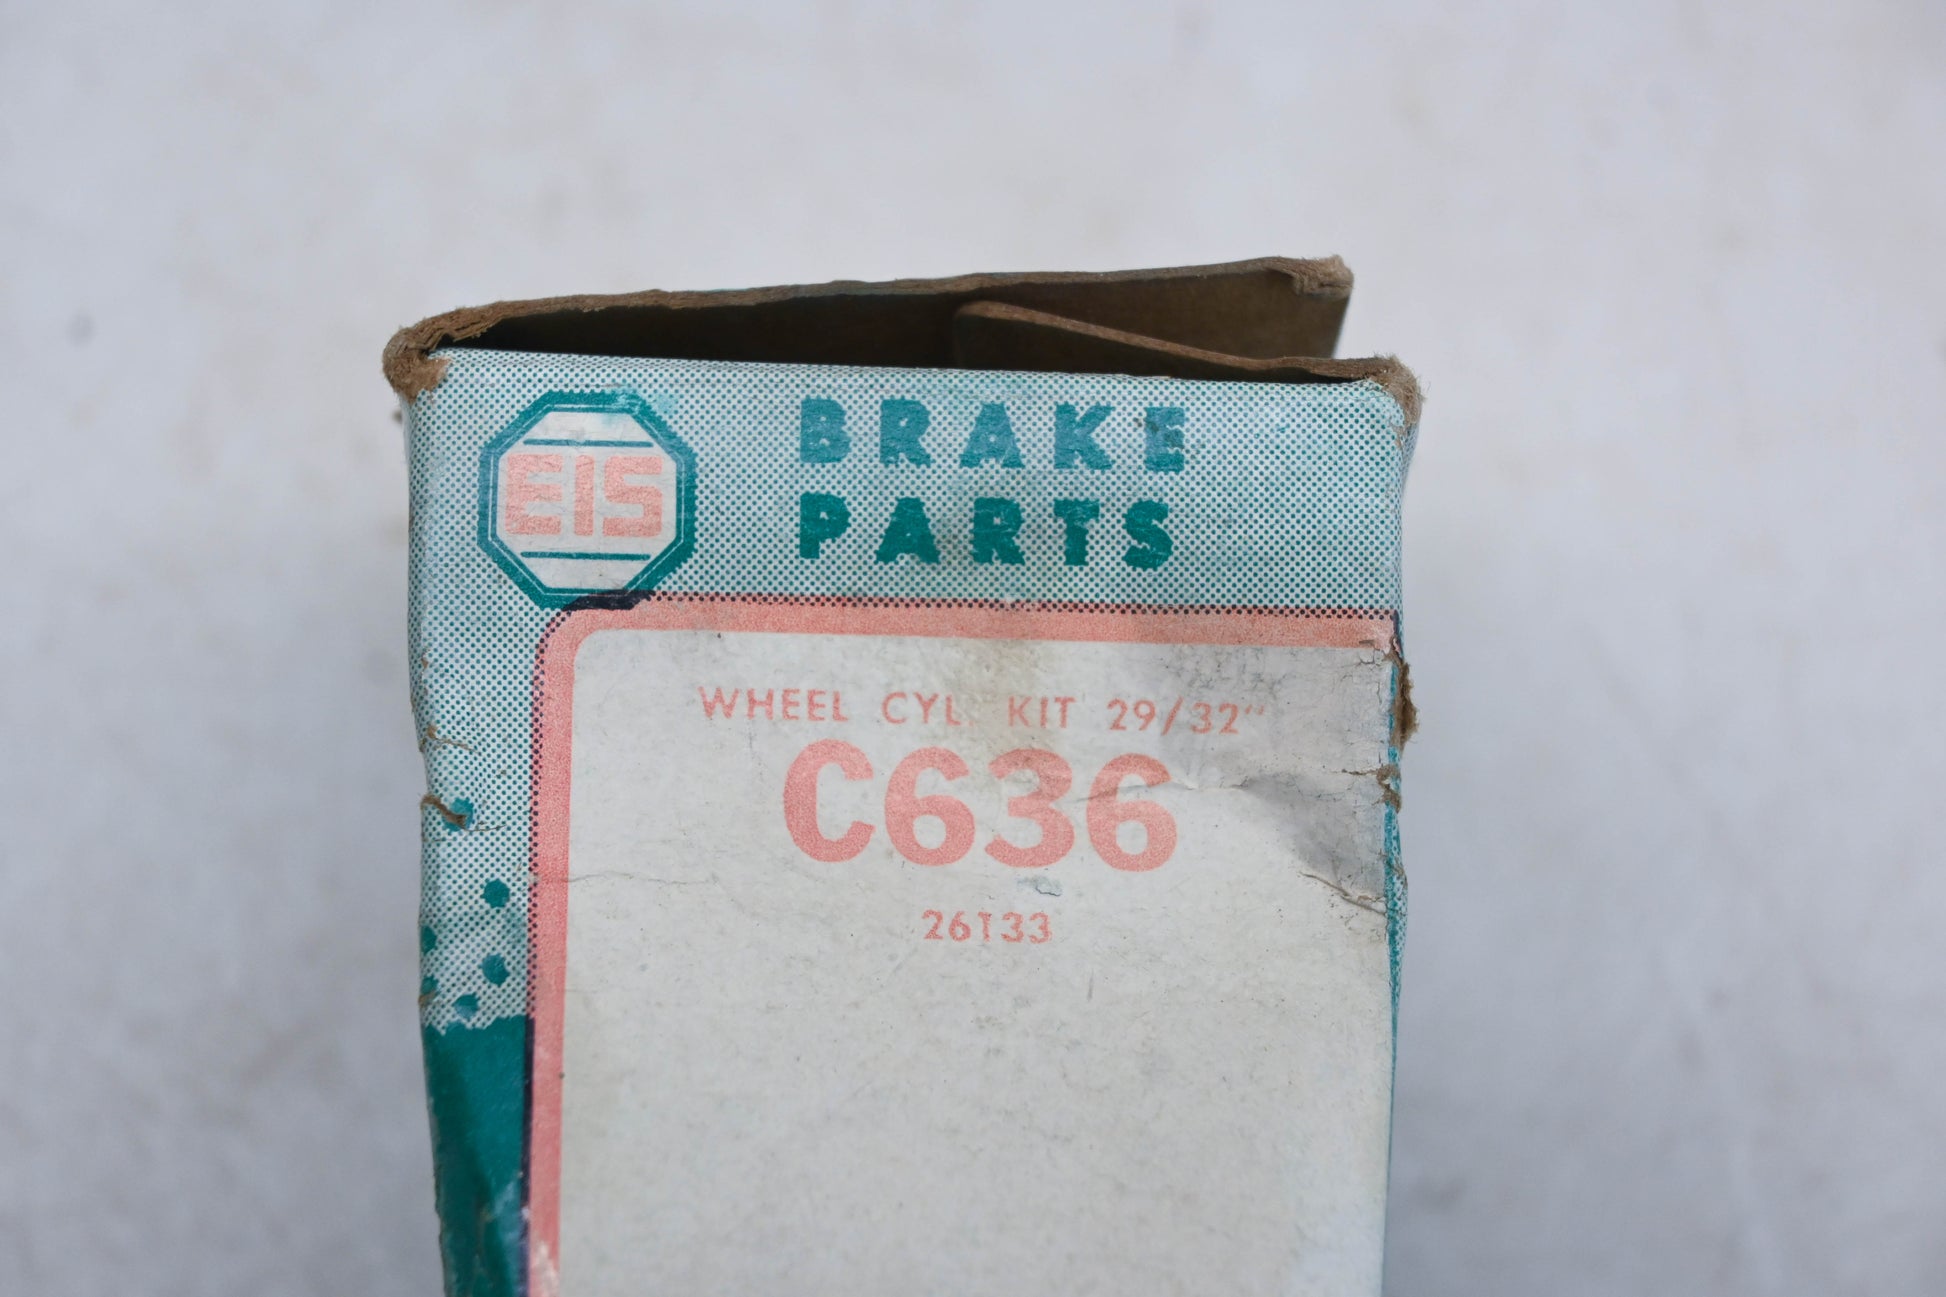 EIS
BRAKE
PARTS
WHEEL CYL. KIT 29/32"
C636
26133